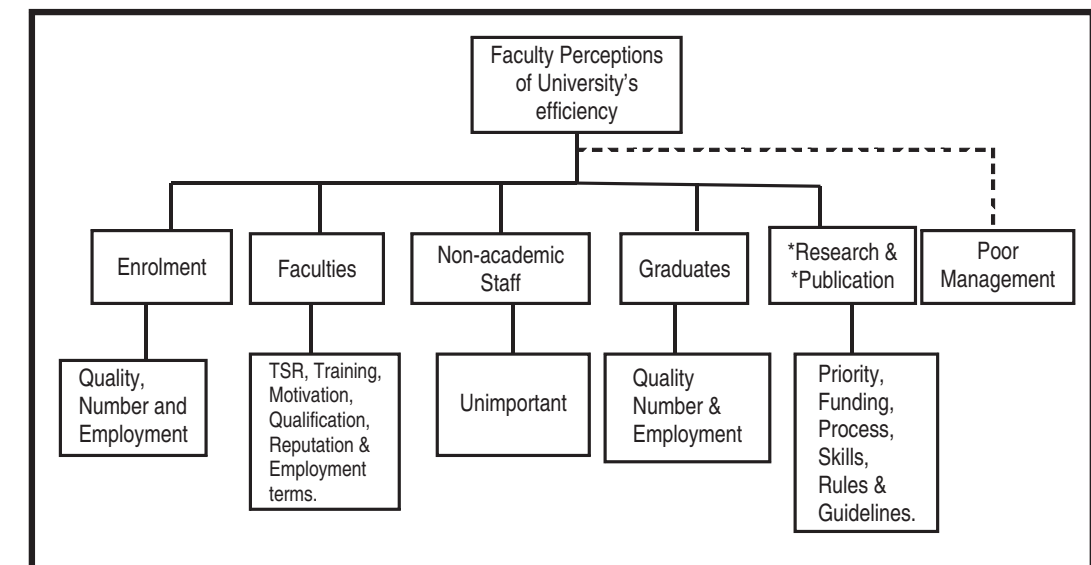 Faculty Perceptions
of University's
efficiency
Enrolment
Faculties
Non-academic
Staff
Graduates
*Research &
*Publication
Poor
Management
Quality,
Number and
Employment
TSR, Training,
Motivation,
Qualification,
Reputation &
Employment
terms.
Unimportant
Quality
Number &
Employment
Priority,
Funding,
Process,
Skills,
Rules &
Guidelines.